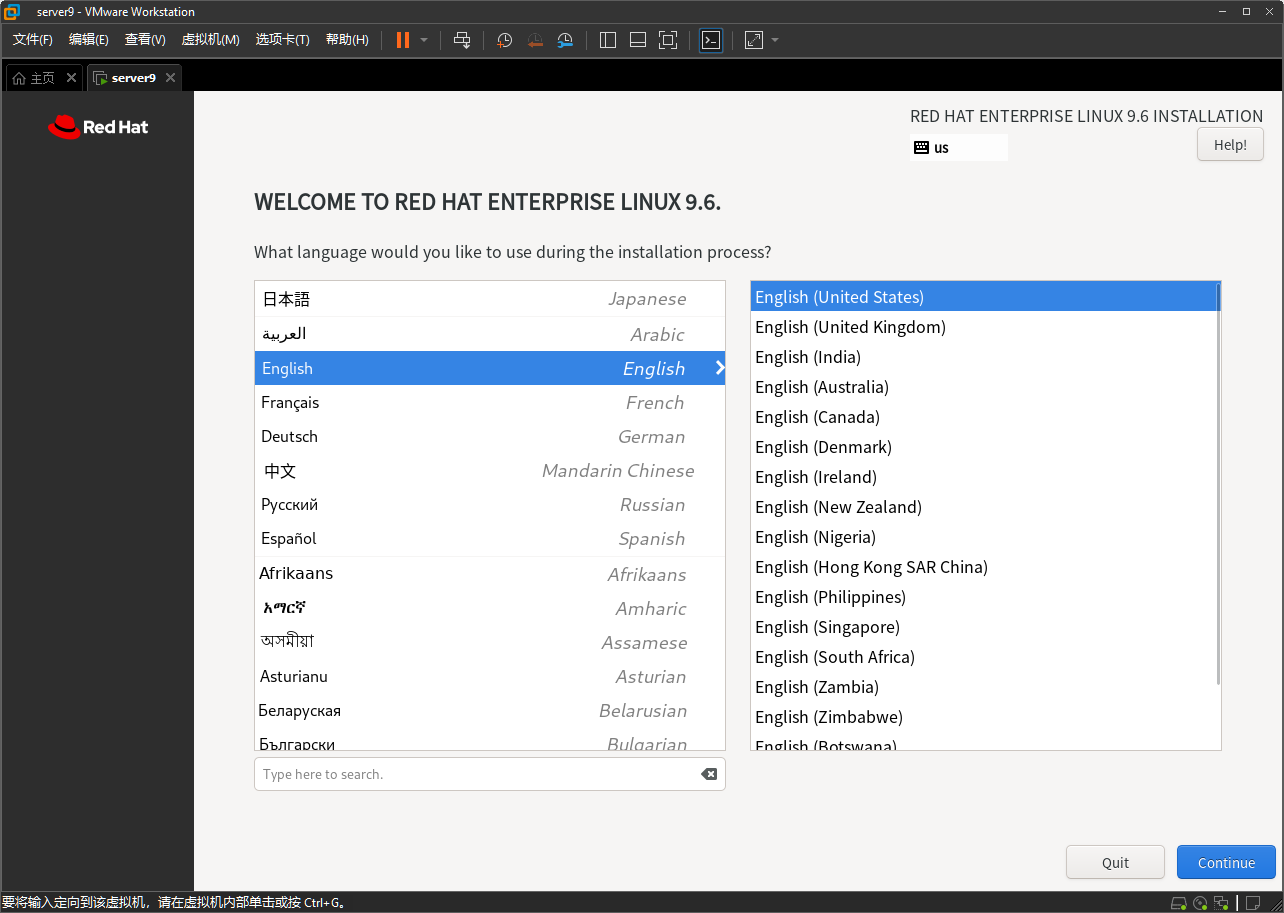 server9 - VMware Workstation
文件(F) 编辑(E) 查看(V) 虚拟机(M) 选项卡(T) 帮助(H)
主页 server9
Red Hat
RED HAT ENTERPRISE LINUX 9.6 INSTALLATION
us
Help!
WELCOME TO RED HAT ENTERPRISE LINUX 9.6.
What language would you like to use during the installation process?
日本語 Japanese
العربية Arabic
English English
Français French
Deutsch German
中文 Mandarin Chinese
Русский Russian
Español Spanish
Afrikaans Afrikaans
አማርኛ Amharic
অসমীয়া Assamese
Asturianu Asturian
Беларуская Belarusian
Български Bulgarian
Type here to search.
English (United States)
English (United Kingdom)
English (India)
English (Australia)
English (Canada)
English (Denmark)
English (Ireland)
English (New Zealand)
English (Nigeria)
English (Hong Kong SAR China)
English (Philippines)
English (Singapore)
English (South Africa)
English (Zambia)
English (Zimbabwe)
English (Botswana)
Quit
Continue
要将输入定向到该虚拟机，请在虚拟机内部单击或按 Ctrl+G。